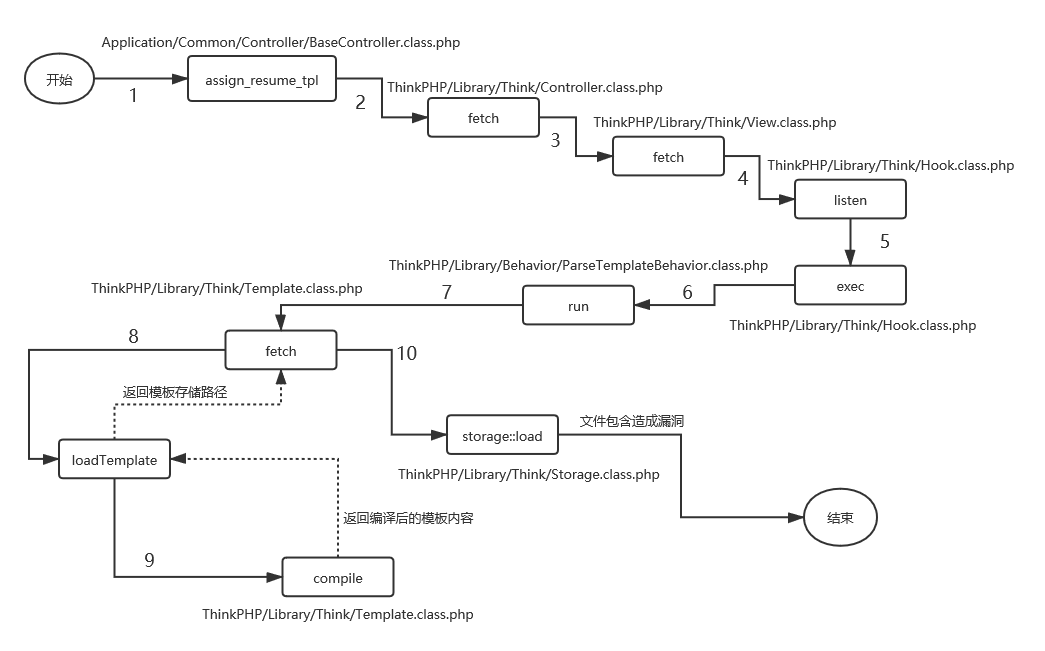 Application/Common/Controller/BaseController.class.php
开始
1
assign_resume_tpl
2
ThinkPHP/Library/Think/Controller.class.php
fetch
3
ThinkPHP/Library/Think/View.class.php
fetch
4
ThinkPHP/Library/Think/Hook.class.php
listen
5
exec
ThinkPHP/Library/Think/Hook.class.php
6
ThinkPHP/Library/Behavior/ParseTemplateBehavior.class.php
run
7
ThinkPHP/Library/Think/Template.class.php
fetch
8
返回模板存储路径
loadTemplate
9
返回编译后的模板内容
compile
ThinkPHP/Library/Think/Template.class.php
10
storage::load
ThinkPHP/Library/Think/Storage.class.php
文件包含造成漏洞
结束